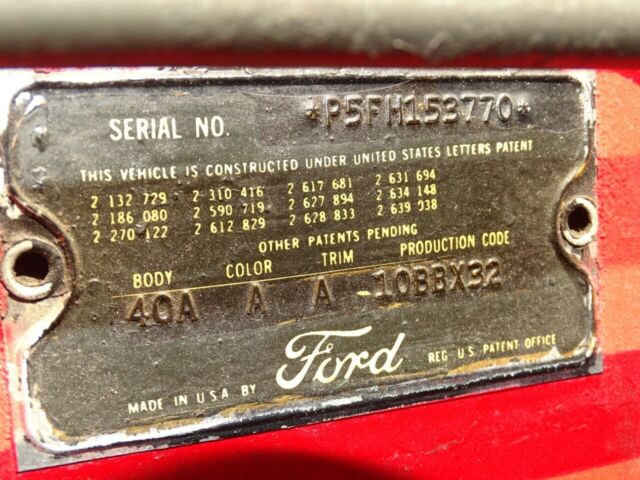 SERIAL NO. *P5FH153770*
THIS VEHICLE IS CONSTRUCTED UNDER UNITED STATES LETTERS PATENT
2 132 729 2 310 416 2 617 681 2 631 694
2 186 080 2 590 719 2 627 894 2 634 148
2 270 122 2 612 829 2 628 833 2 639 938
OTHER PATENTS PENDING
BODY COLOR TRIM PRODUCTION CODE
40A A A 10BBX32
MADE IN U.S.A BY Ford REG. U.S. PATENT OFFICE